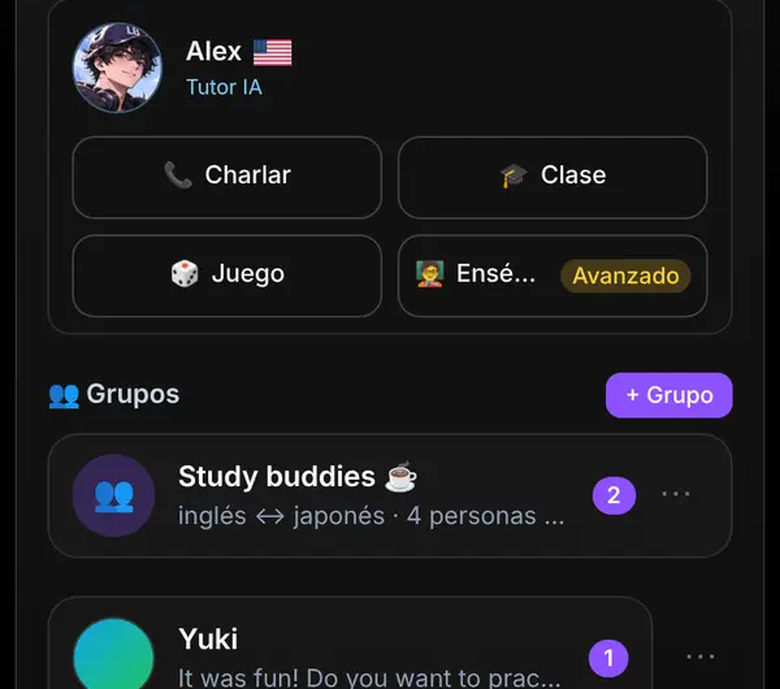 LB
Alex
Tutor IA
Charlar
Clase
Juego
Ensé...
Avanzado
Grupos
+ Grupo
Study buddies
inglés ↔ japonés · 4 personas ...
2
...
Yuki
1
...
It was fun! Do you want to prac...